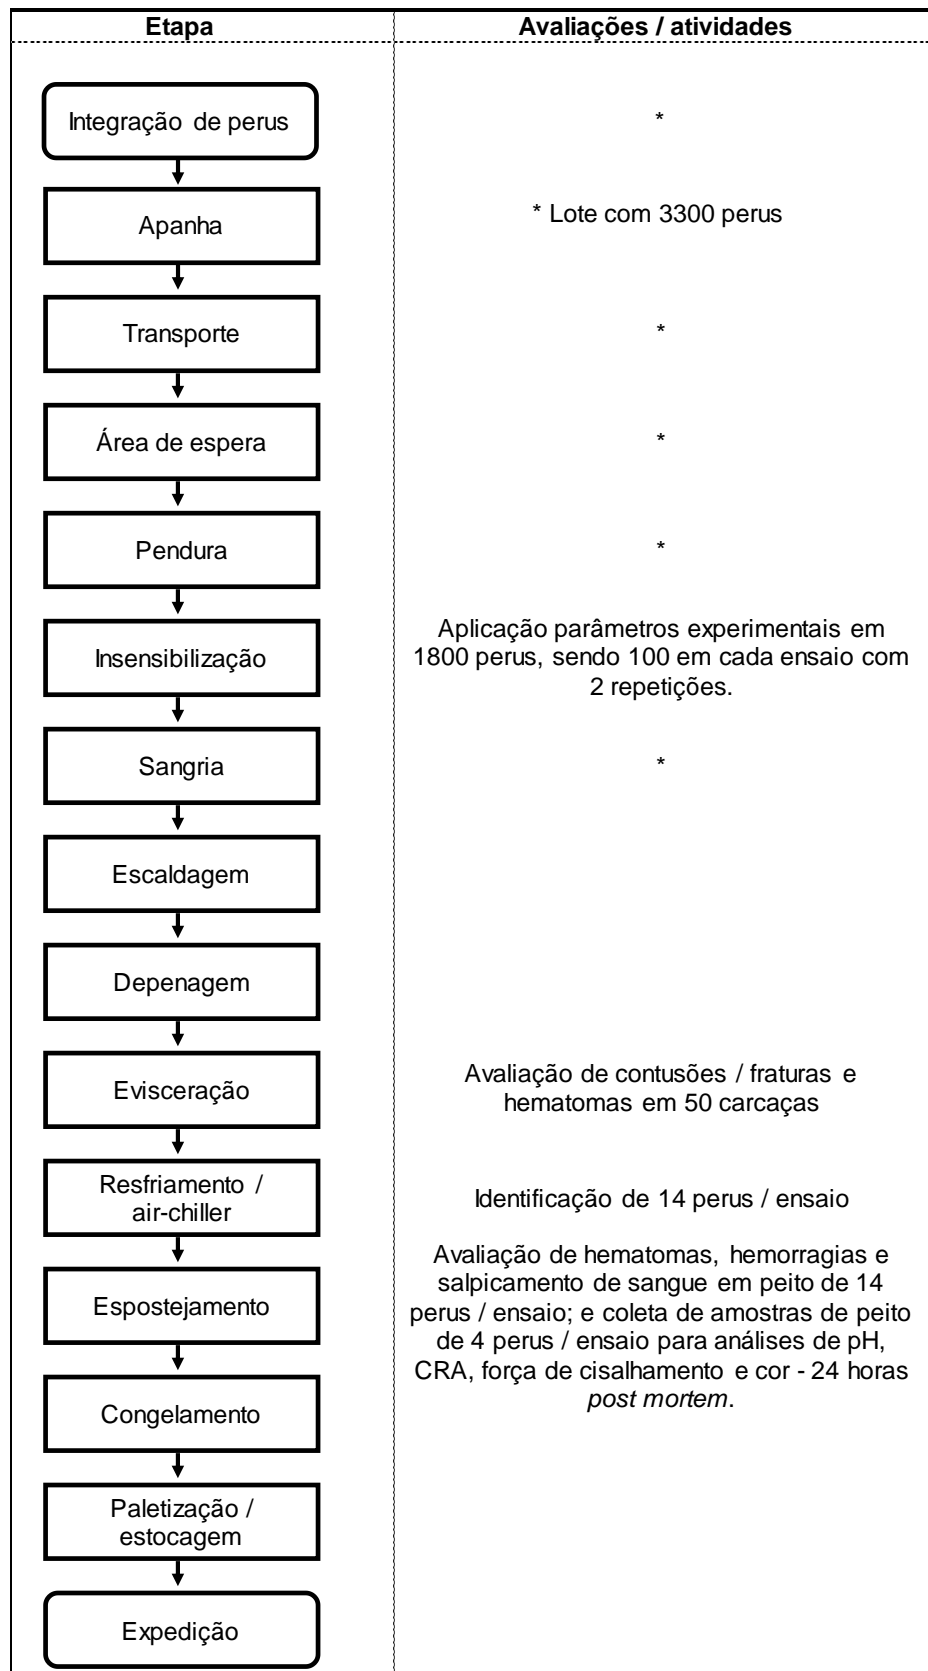 Etapa
Avaliações / atividades
Integração de perus
*
Apanha
* Lote com 3300 perus
Transporte
*
Área de espera
*
Pendura
*
Insensibilização
Aplicação parâmetros experimentais em
1800 perus, sendo 100 em cada ensaio com
2 repetições.
Sangria
*
Escaldagem
Depenagem
Evisceração
Avaliação de contusões / fraturas e
hematomas em 50 carcaças
Resfriamento /
air-chiller
Identificação de 14 perus / ensaio
Espostejamento
Avaliação de hematomas, hemorragias e
salpicamento de sangue em peito de 14
perus / ensaio; e coleta de amostras de peito
de 4 perus / ensaio para análises de pH,
CRA, força de cisalhamento e cor - 24 horas
post mortem.
Congelamento
Paletização /
estocagem
Expedição